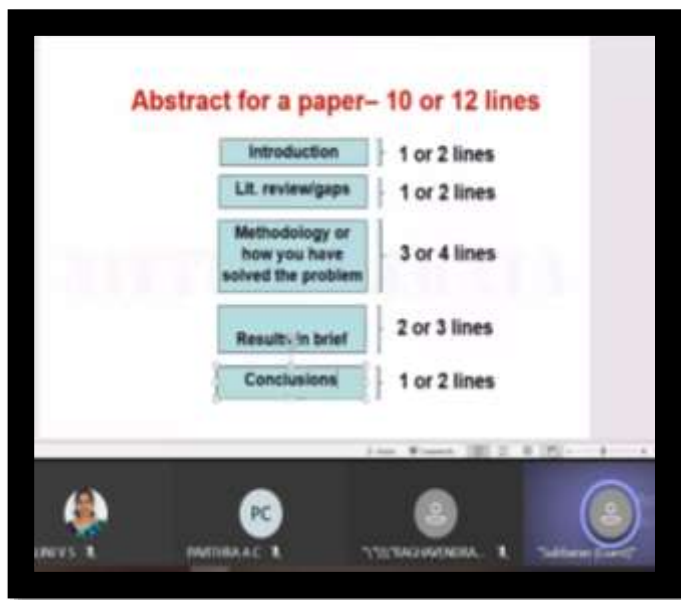 Abstract for a paper– 10 or 12 lines
Introduction
1 or 2 lines
Lit. review/gaps
1 or 2 lines
Methodology or
how you have
solved the problem
3 or 4 lines
Results in brief
2 or 3 lines
Conclusions
1 or 2 lines
PC